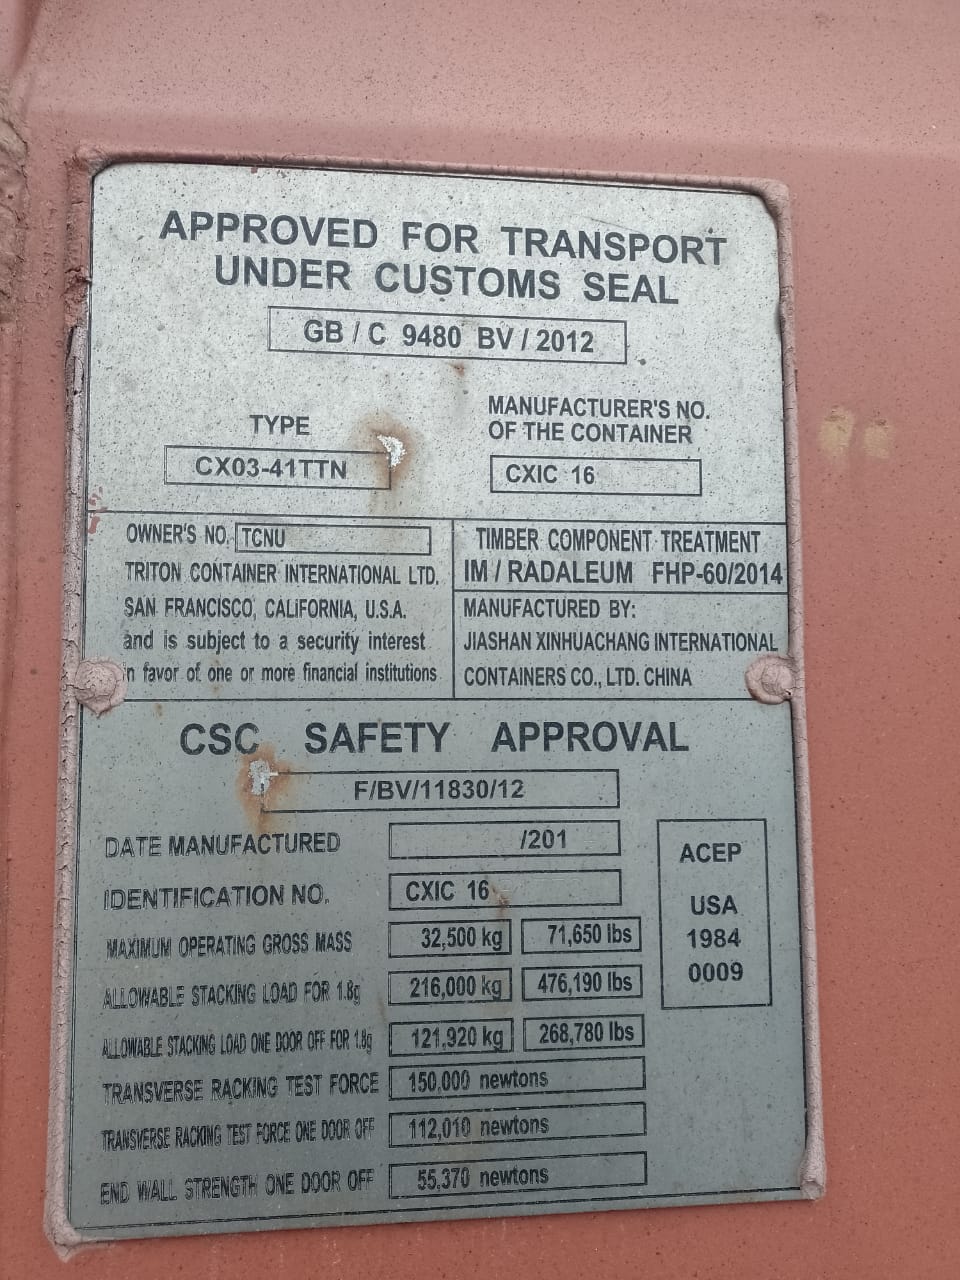 APPROVED FOR TRANSPORT
UNDER CUSTOMS SEAL
GB / C 9480 BV / 2012
TYPE
CX03-41TTN
MANUFACTURER'S NO.
OF THE CONTAINER
CXIC 16
OWNER'S NO. TCNU
TRITON CONTAINER INTERNATIONAL LTD.
SAN FRANCISCO, CALIFORNIA, U.S.A.
and is subject to a security interest
in favor of one or more financial institutions
TIMBER COMPONENT TREATMENT
IM / RADALEUM FHP-60/2014
MANUFACTURED BY:
JIASHAN XINHUACHANG INTERNATIONAL
CONTAINERS CO., LTD. CHINA
CSC SAFETY APPROVAL
F/BV/11830/12
DATE MANUFACTURED /201
IDENTIFICATION NO. CXIC 16
MAXIMUM OPERATING GROSS MASS 32,500 kg 71,650 lbs
ALLOWABLE STACKING LOAD FOR 1.8g 216,000 kg 476,190 lbs
ALLOWABLE STACKING LOAD ONE DOOR OFF FOR 1.8g 121,920 kg 268,780 lbs
TRANSVERSE RACKING TEST FORCE 150,000 newtons
TRANSVERSE RACKING TEST FORCE ONE DOOR OFF 112,010 newtons
END WALL STRENGTH ONE DOOR OFF 55,370 newtons
ACEP
USA
1984
0009